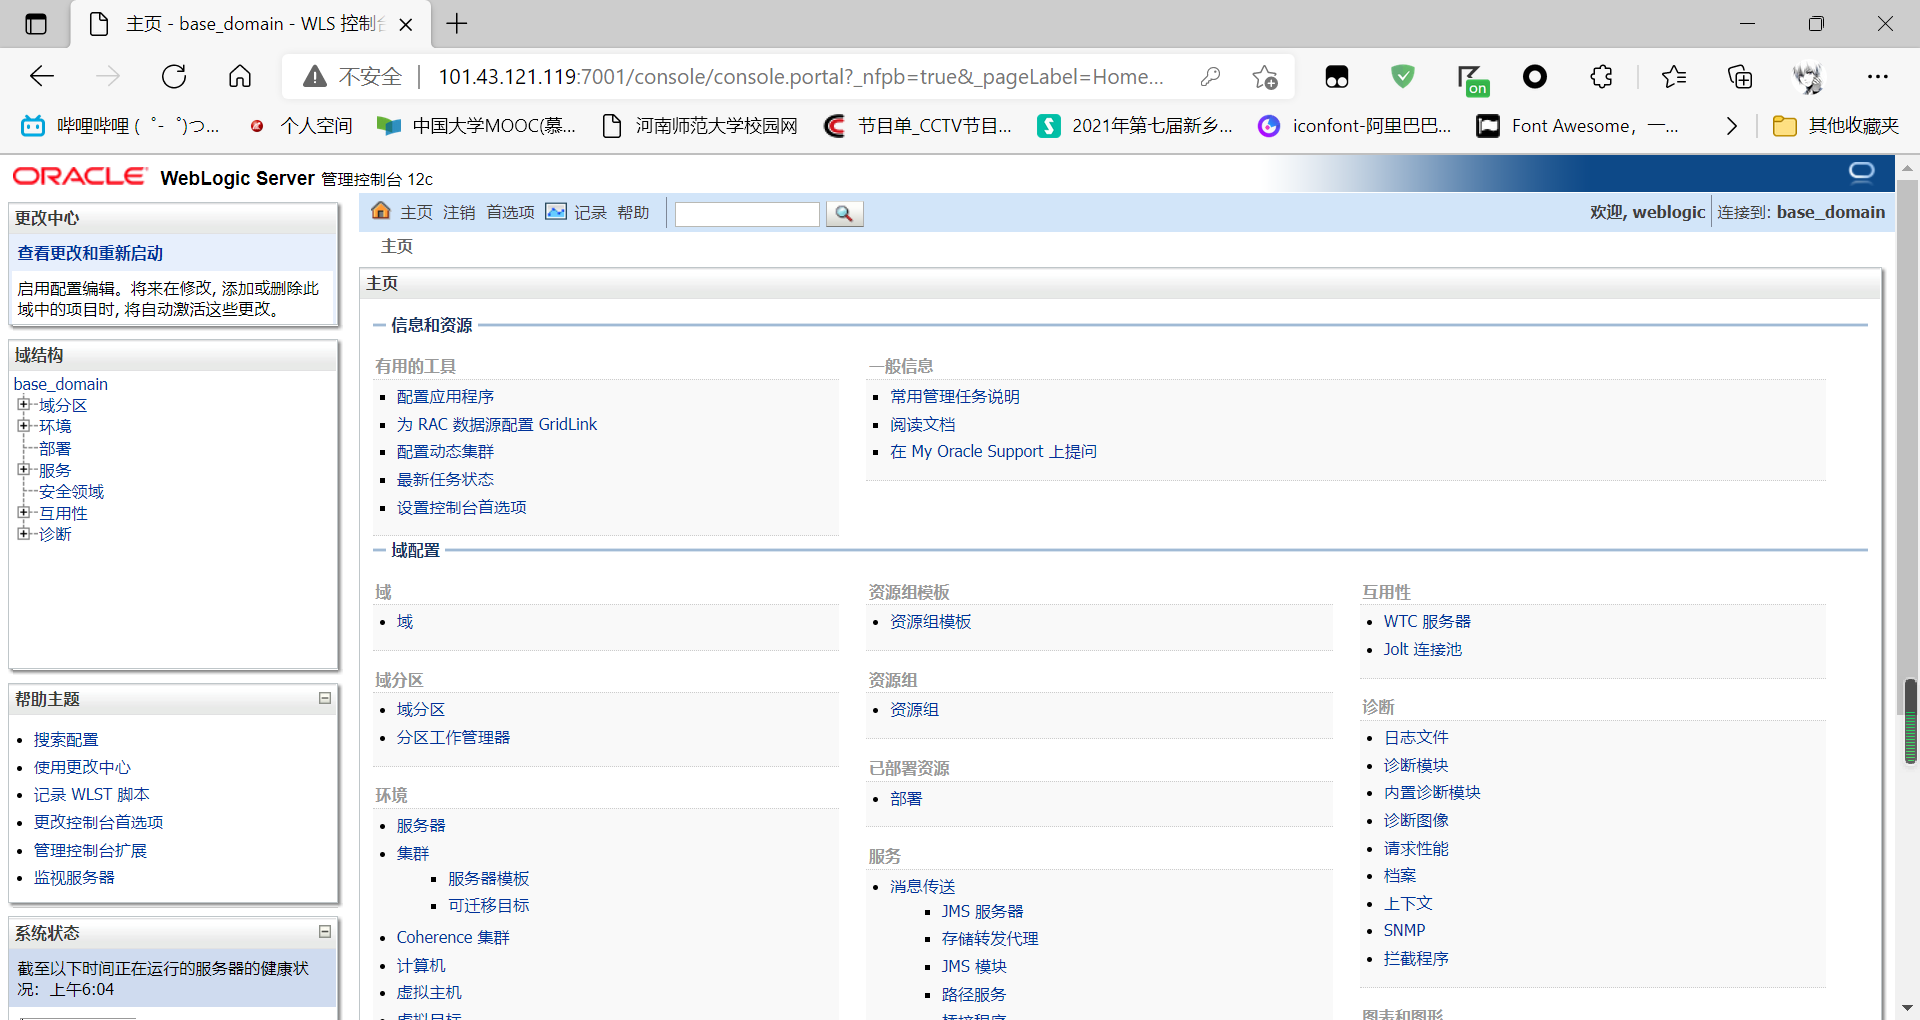 主页 - base_domain - WLS 控制
不安全
101.43.121.119:7001/console/console.portal?_nfpb=true&_pageLabel=Home...
on
哔哩哔哩 (゜-゜)つ...
个人空间
中国大学MOOC(慕...
河南师范大学校园网
节目单_CCTV节目...
2021年第七届新乡...
iconfont-阿里巴巴...
Font Awesome，一...
其他收藏夹
ORACLE WebLogic Server 管理控制台 12c
更改中心
查看更改和重新启动
启用配置编辑。将来在修改, 添加或删除此
域中的项目时, 将自动激活这些更改。
域结构
base_domain
域分区
环境
部署
服务
安全领域
互用性
诊断
帮助主题
搜索配置
使用更改中心
记录 WLST 脚本
更改控制台首选项
管理控制台扩展
监视服务器
系统状态
截至以下时间正在运行的服务器的健康状
况: 上午6:04
主页 注销 首选项 记录 帮助
欢迎, weblogic 连接到: base_domain
主页
主页
信息和资源
有用的工具
配置应用程序
为 RAC 数据源配置 GridLink
配置动态集群
最新任务状态
设置控制台首选项
一般信息
常用管理任务说明
阅读文档
在 My Oracle Support 上提问
域配置
域
域
域分区
域分区
分区工作管理器
环境
服务器
集群
服务器模板
可迁移目标
Coherence 集群
计算机
虚拟主机
虚拟目标
资源组模板
资源组模板
资源组
资源组
已部署资源
部署
服务
消息传送
JMS 服务器
存储转发代理
JMS 模块
路径服务
桥接程序
互用性
WTC 服务器
Jolt 连接池
诊断
日志文件
诊断模块
内置诊断模块
诊断图像
请求性能
档案
上下文
SNMP
拦截程序
图表和图形